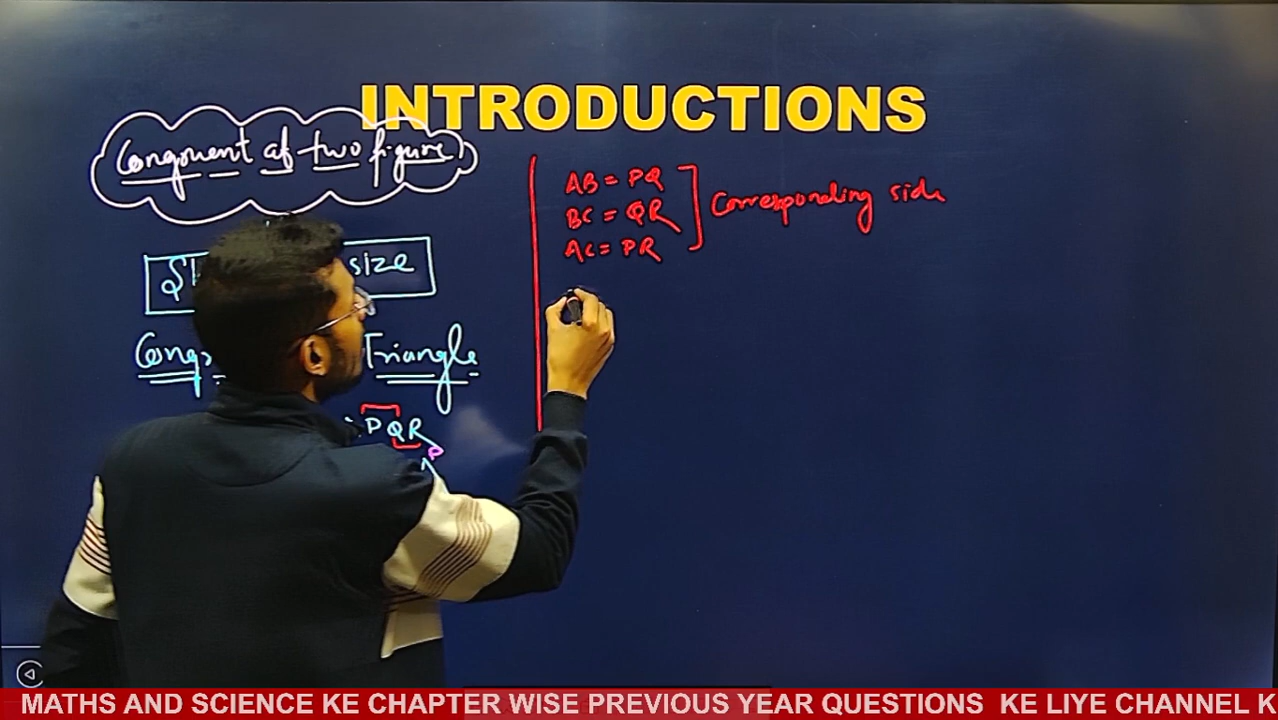 INTRODUCTIONS
Congruent of two figure
size
Triangle
PQR
AB = PQ
BC = QR
AC = PR
Corresponding side
MATHS AND SCIENCE KE CHAPTER WISE PREVIOUS YEAR QUESTIONS KE LIYE CHANNEL K